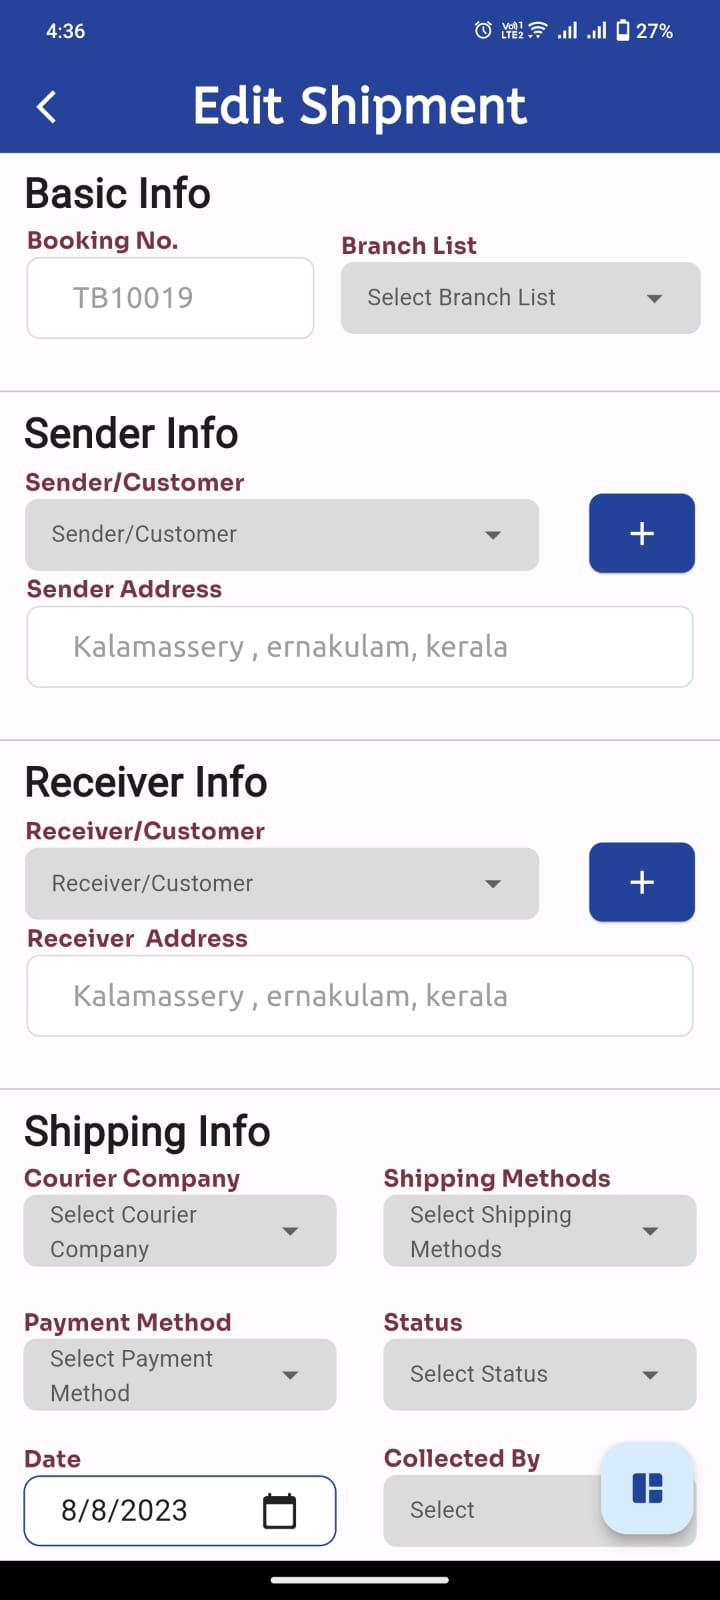 4:36
Vo)) 1
LTE2
27%
Edit Shipment
Basic Info
Booking No.
Branch List
TB10019
Select Branch List
Sender Info
Sender/Customer
Sender/Customer
+
Sender Address
Kalamassery , ernakulam, kerala
Receiver Info
Receiver/Customer
Receiver/Customer
+
Receiver  Address
Kalamassery , ernakulam, kerala
Shipping Info
Courier Company
Shipping Methods
Select Courier
Company
Select Shipping
Methods
Payment Method
Status
Select Payment
Method
Select Status
Date
Collected By
8/8/2023
Select